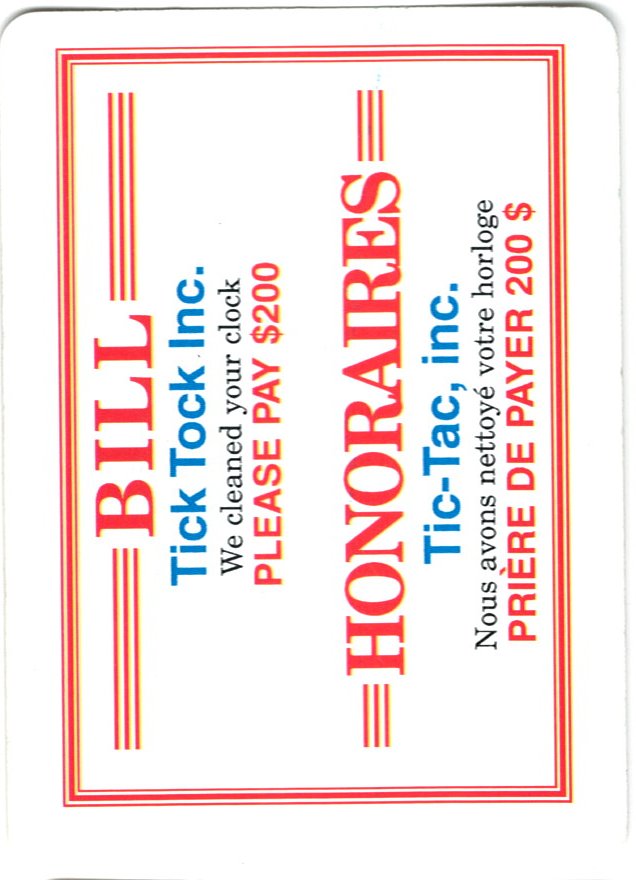 BILL
Tick Tock Inc.
We cleaned your clock
PLEASE PAY $200
HONORAIRES
Tic-Tac, inc.
Nous avons nettoyé votre horloge
PRIÈRE DE PAYER 200 $